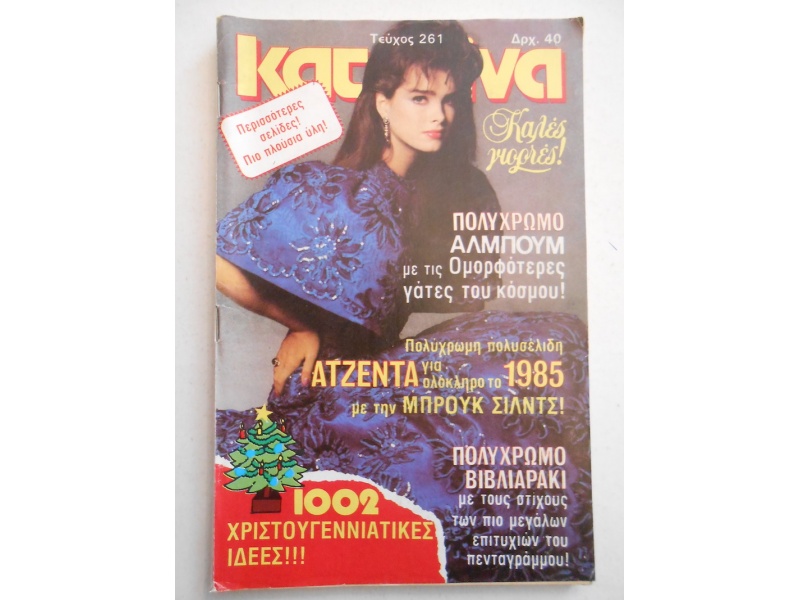 Τεύχος 261
Δρχ. 40
κατ να
Περισσότερες
σελίδες!
Πιο πλούσια ύλη!
Καλές
γιορτές!
ΠΟΛΥΧΡΩΜΟ
ΑΛΜΠΟΥΜ
με τις Ομορφότερες
γάτες του κόσμου!
Πολύχρωμη πολυσέλιδη
ΑΤΖΕΝΤΑ για ολόκληρο το 1985
με την ΜΠΡΟΥΚ ΣΙΛΝΤΣ!
ΠΟΛΥΧΡΩΜΟ
ΒΙΒΛΙΑΡΑΚΙ
με τους στίχους
των πιο μεγάλων
επιτυχιών του
πενταγράμμου!
1002
ΧΡΙΣΤΟΥΓΕΝΝΙΑΤΙΚΕΣ
ΙΔΕΕΣ!!!